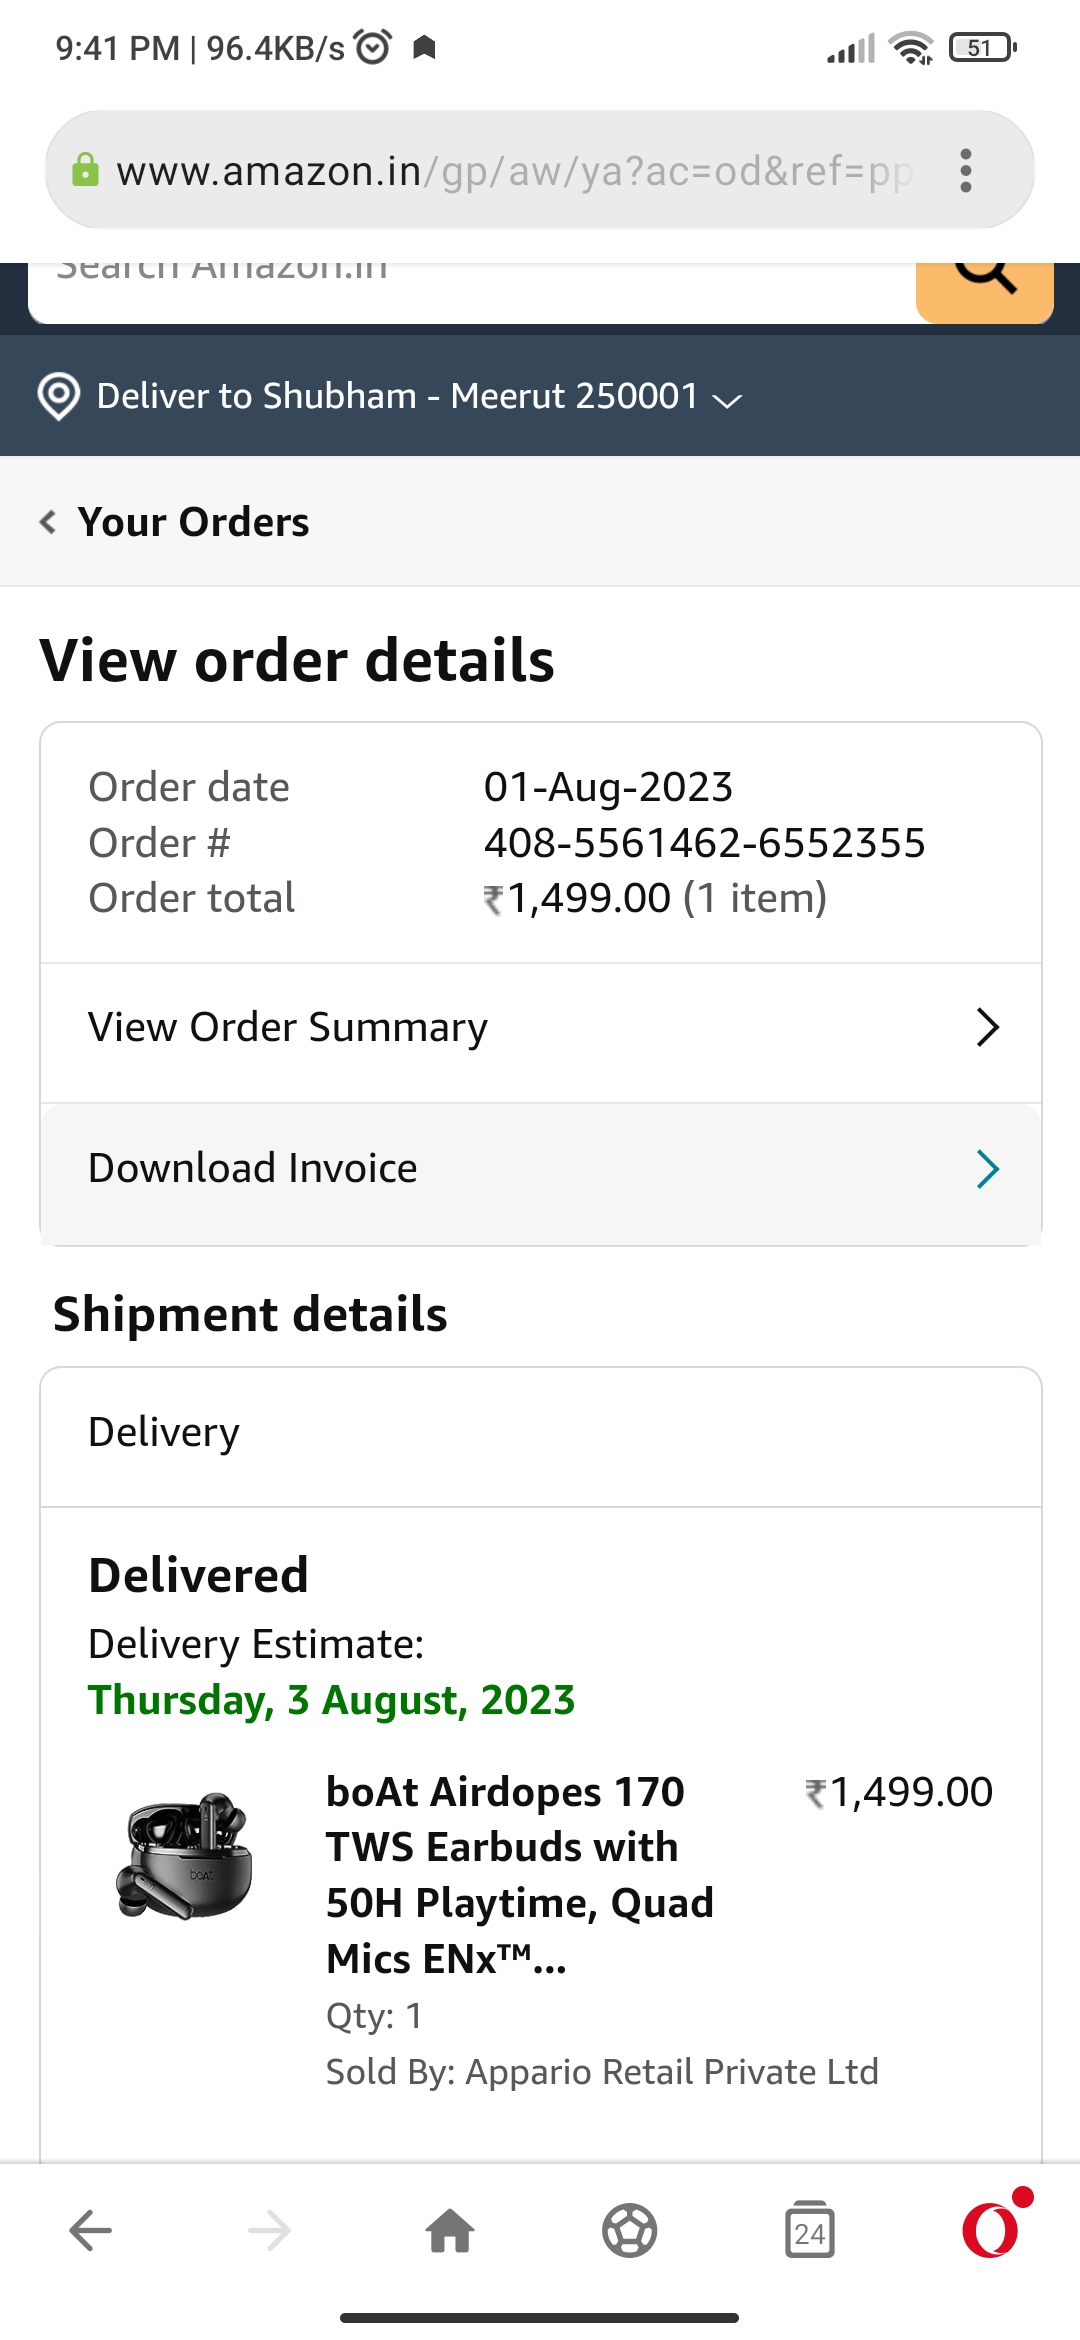 9:41 PM | 96.4KB/s
51
www.amazon.in/gp/aw/ya?ac=od&ref=pp
Search Amazon.in
Deliver to Shubham - Meerut 250001
Your Orders
View order details
Order date 01-Aug-2023
Order # 408-5561462-6552355
Order total ₹1,499.00 (1 item)
View Order Summary
Download Invoice
Shipment details
Delivery
Delivered
Delivery Estimate:
Thursday, 3 August, 2023
boAt Airdopes 170 ₹1,499.00
TWS Earbuds with
50H Playtime, Quad
Mics ENx™...
Qty: 1
Sold By: Appario Retail Private Ltd
boAt
24